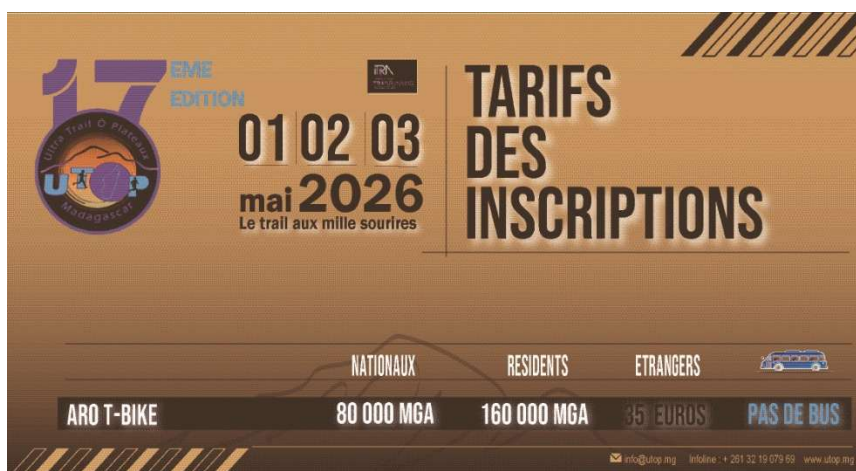 17 EME
EDITION
Ultra Trail O Plateaux
UTOP
Madagascar
iTRA
01 02 03
mai 2026
Le trail aux mille sourires
TARIFS
DES
INSCRIPTIONS
NATIONAUX RESIDENTS ETRANGERS
ARO T-BIKE 80 000 MGA 160 000 MGA 35 EUROS PAS DE BUS
info@utop.mg Infoline : + 261 32 19 079 69 www.utop.mg